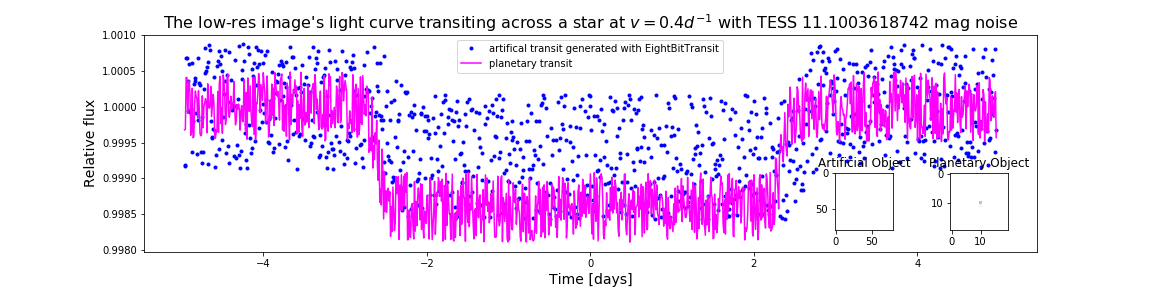 The low-res image's light curve transiting across a star at v = 0.4d⁻¹ with TESS 11.1003618742 mag noise
artifical transit generated with EightBitTransit
planetary transit
Relative flux
1.0010
1.0005
1.0000
0.9995
0.9990
0.9985
0.9980
Artificial Object
0
50
0 50
Planetary Object
0
10
0 10
−4 −2 0 2 4
Time [days]